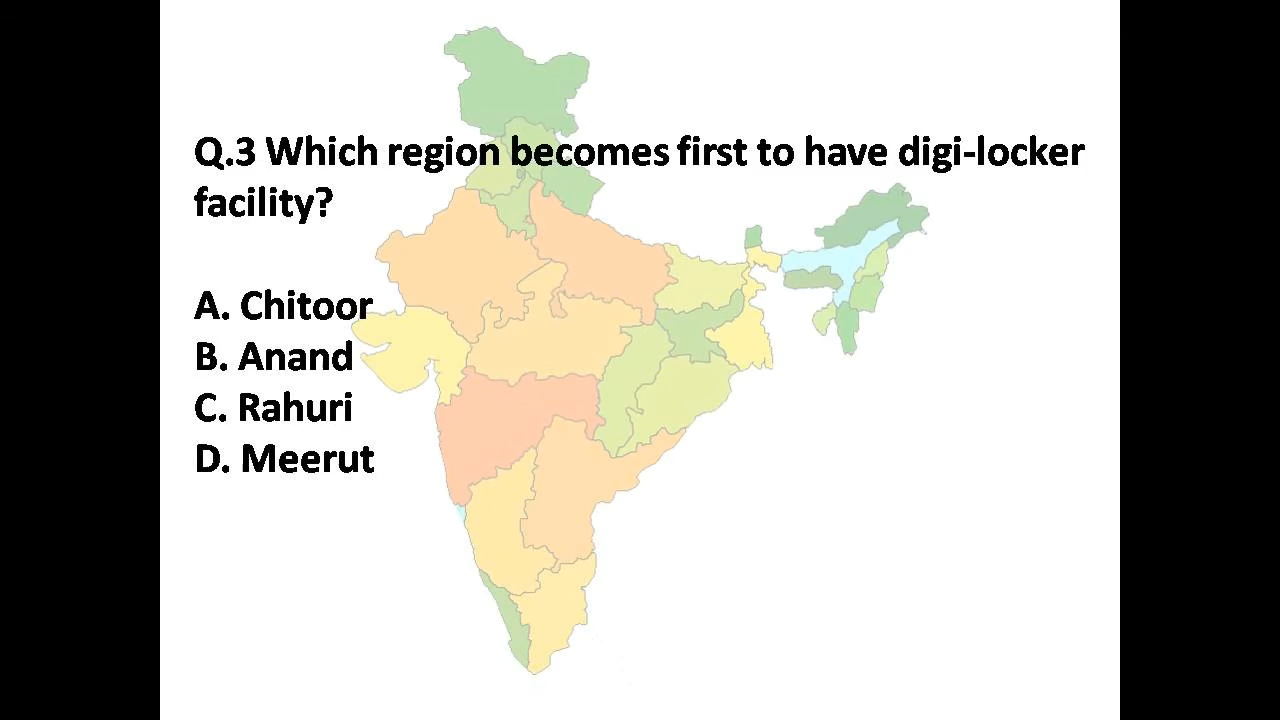 Q.3 Which region becomes first to have digi-locker
facility?
A. Chitoor
B. Anand
C. Rahuri
D. Meerut